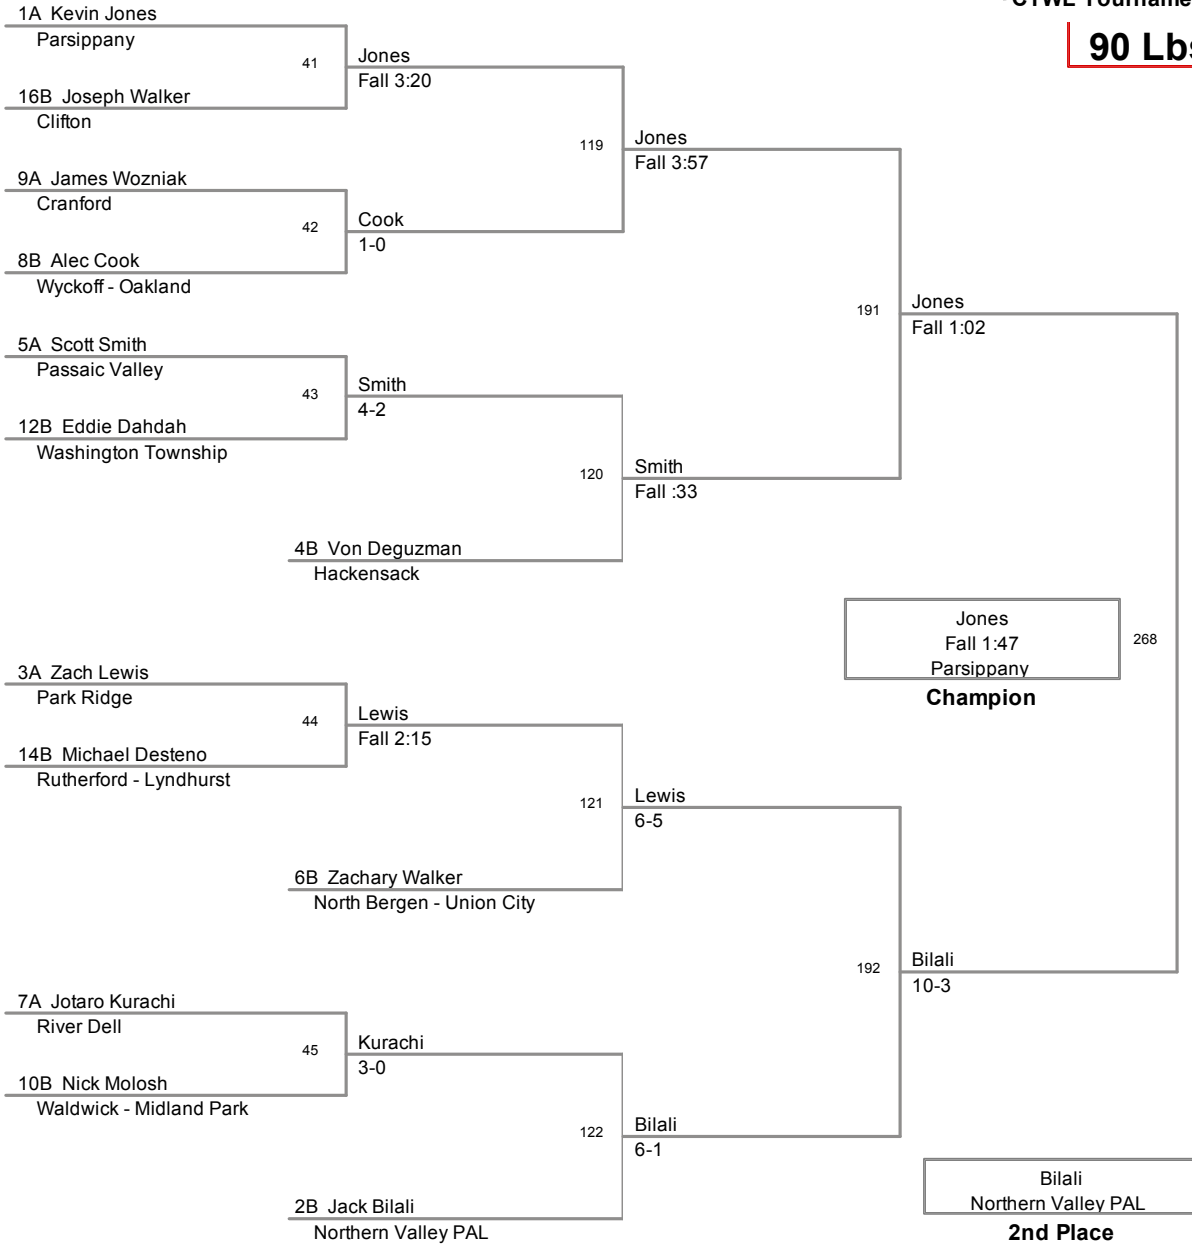 90 Lbs
1A Kevin Jones
Parsippany
41
Jones
Fall 3:20
16B Joseph Walker
Clifton
119
Jones
Fall 3:57
9A James Wozniak
Cranford
42
Cook
1-0
8B Alec Cook
Wyckoff - Oakland
191
Jones
Fall 1:02
5A Scott Smith
Passaic Valley
43
Smith
4-2
12B Eddie Dahdah
Washington Township
120
Smith
Fall :33
4B Von Deguzman
Hackensack
Jones
Fall 1:47
Parsippany
268
Champion
3A Zach Lewis
Park Ridge
44
Lewis
Fall 2:15
14B Michael Desteno
Rutherford - Lyndhurst
121
Lewis
6-5
6B Zachary Walker
North Bergen - Union City
192
Bilali
10-3
7A Jotaro Kurachi
River Dell
45
Kurachi
3-0
10B Nick Molosh
Waldwick - Midland Park
122
Bilali
6-1
2B Jack Bilali
Northern Valley PAL
Bilali
Northern Valley PAL
2nd Place